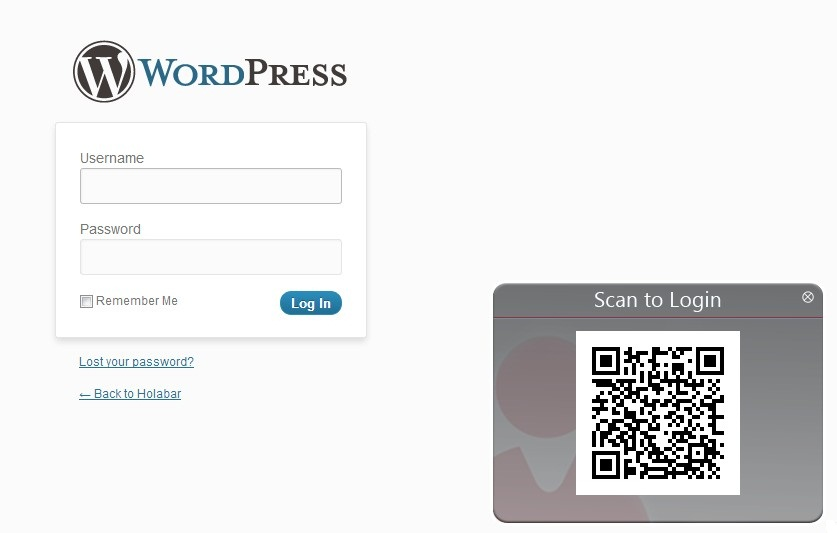 WORDPRESS
Username
Password
Remember Me
Log In
Lost your password?
← Back to Holabar
Scan to Login